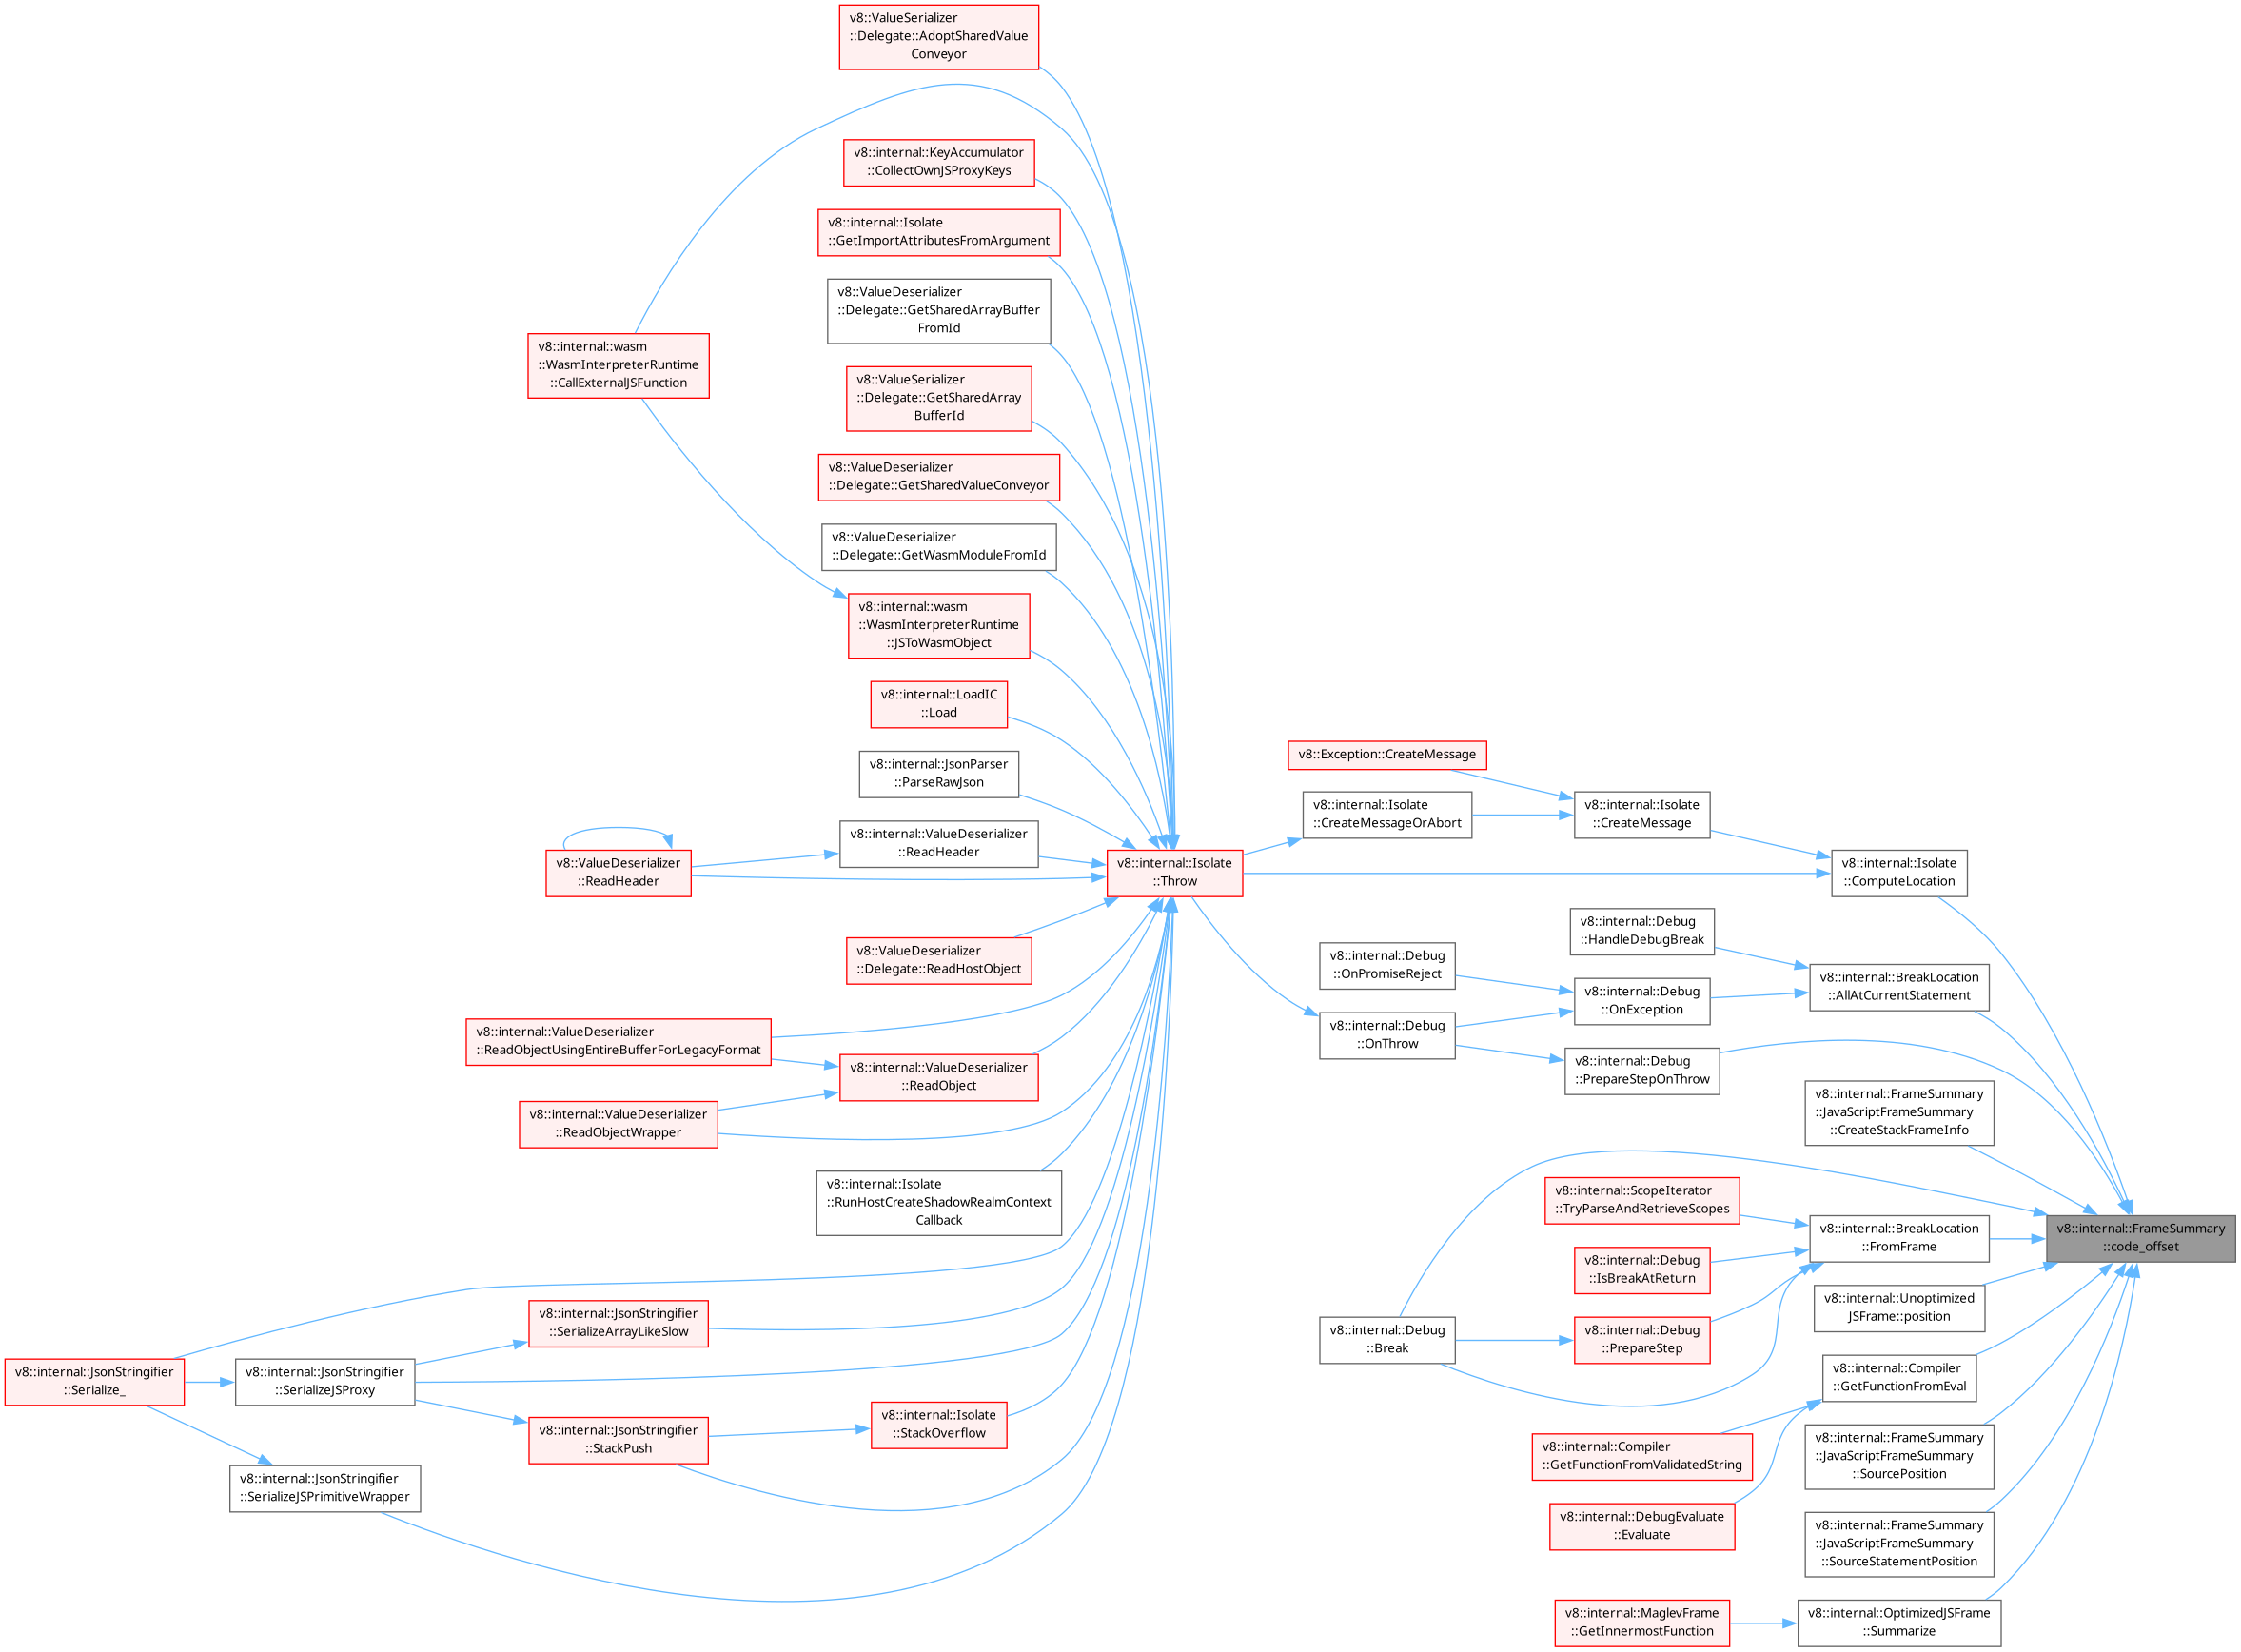 v8::ValueSerializer
::Delegate::AdoptSharedValue
Conveyor
v8::internal::KeyAccumulator
::CollectOwnJSProxyKeys
v8::internal::Isolate
::GetImportAttributesFromArgument
v8::ValueDeserializer
::Delegate::GetSharedArrayBuffer
FromId
v8::internal::wasm
::WasmInterpreterRuntime
::CallExternalJSFunction
v8::ValueSerializer
::Delegate::GetSharedArray
BufferId
v8::ValueDeserializer
::Delegate::GetSharedValueConveyor
v8::ValueDeserializer
::Delegate::GetWasmModuleFromId
v8::internal::wasm
::WasmInterpreterRuntime
::JSToWasmObject
v8::internal::LoadIC
::Load
v8::internal::JsonParser
::ParseRawJson
v8::internal::ValueDeserializer
::ReadHeader
v8::ValueDeserializer
::ReadHeader
v8::internal::Isolate
::Throw
v8::Exception::CreateMessage
v8::internal::Isolate
::CreateMessageOrAbort
v8::internal::Isolate
::CreateMessage
v8::internal::Isolate
::ComputeLocation
v8::ValueDeserializer
::Delegate::ReadHostObject
v8::internal::Debug
::HandleDebugBreak
v8::internal::Debug
::OnPromiseReject
v8::internal::Debug
::OnException
v8::internal::BreakLocation
::AllAtCurrentStatement
v8::internal::ValueDeserializer
::ReadObjectUsingEntireBufferForLegacyFormat
v8::internal::Debug
::OnThrow
v8::internal::Debug
::PrepareStepOnThrow
v8::internal::ValueDeserializer
::ReadObject
v8::internal::ValueDeserializer
::ReadObjectWrapper
v8::internal::FrameSummary
::JavaScriptFrameSummary
::CreateStackFrameInfo
v8::internal::Isolate
::RunHostCreateShadowRealmContext
Callback
v8::internal::ScopeIterator
::TryParseAndRetrieveScopes
v8::internal::BreakLocation
::FromFrame
v8::internal::FrameSummary
::code_offset
v8::internal::Debug
::IsBreakAtReturn
v8::internal::Unoptimized
JSFrame::position
v8::internal::JsonStringifier
::SerializeArrayLikeSlow
v8::internal::Debug
::Break
v8::internal::Debug
::PrepareStep
v8::internal::JsonStringifier
::Serialize_
v8::internal::JsonStringifier
::SerializeJSProxy
v8::internal::Compiler
::GetFunctionFromEval
v8::internal::JsonStringifier
::StackPush
v8::internal::Isolate
::StackOverflow
v8::internal::Compiler
::GetFunctionFromValidatedString
v8::internal::FrameSummary
::JavaScriptFrameSummary
::SourcePosition
v8::internal::JsonStringifier
::SerializeJSPrimitiveWrapper
v8::internal::DebugEvaluate
::Evaluate
v8::internal::FrameSummary
::JavaScriptFrameSummary
::SourceStatementPosition
v8::internal::MaglevFrame
::GetInnermostFunction
v8::internal::OptimizedJSFrame
::Summarize